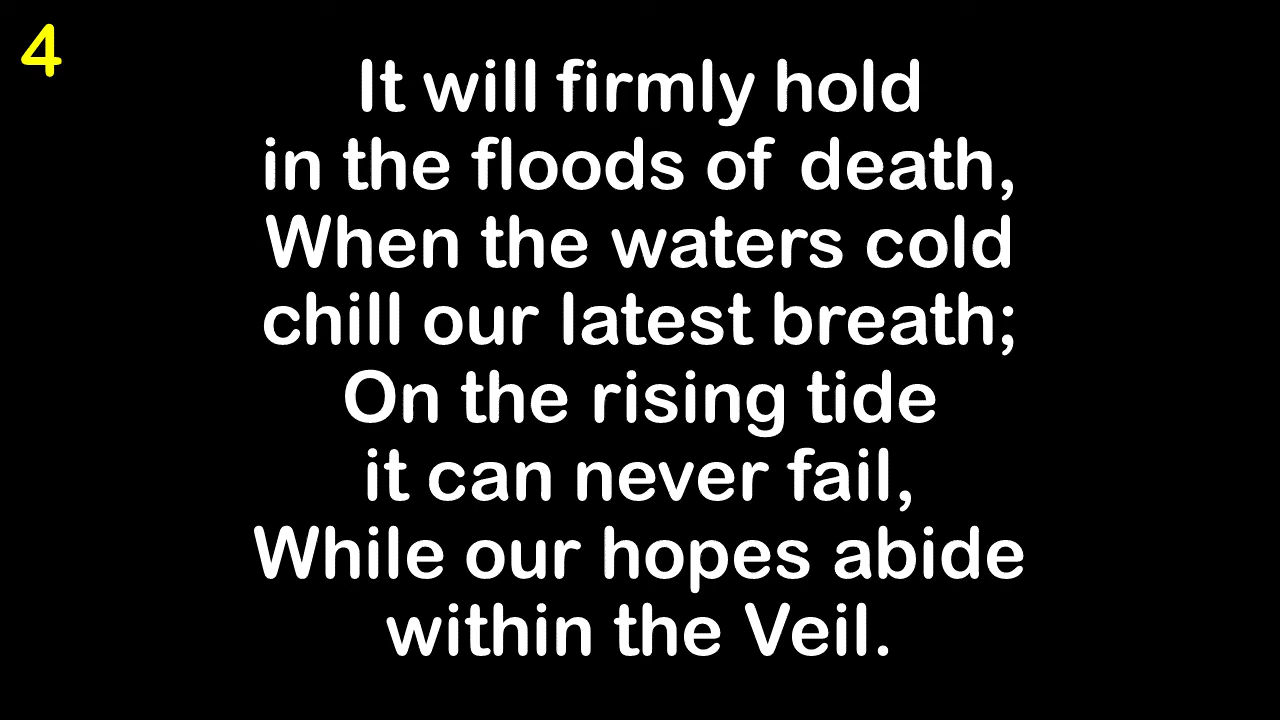 4
It will firmly hold
in the floods of death,
When the waters cold
chill our latest breath;
On the rising tide
it can never fail,
While our hopes abide
within the Veil.